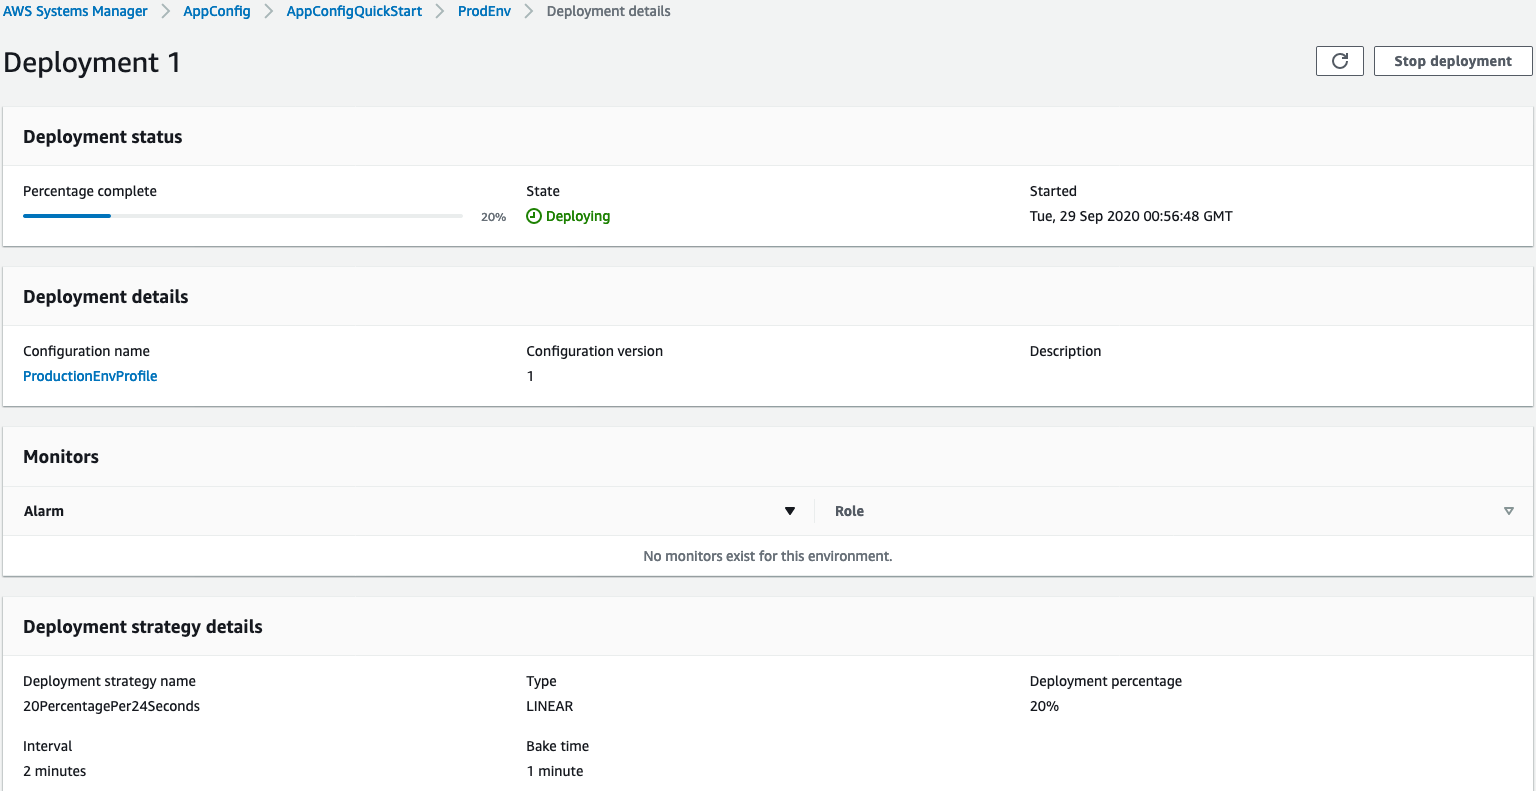 AWS Systems Manager > AppConfig > AppConfigQuickStart > ProdEnv > Deployment details
Deployment 1
Stop deployment
Deployment status
Percentage complete
20%
State
Deploying
Started
Tue, 29 Sep 2020 00:56:48 GMT
Deployment details
Configuration name
ProductionEnvProfile
Configuration version
1
Description
Monitors
Alarm
Role
No monitors exist for this environment.
Deployment strategy details
Deployment strategy name
20PercentagePer24Seconds
Type
LINEAR
Deployment percentage
20%
Interval
2 minutes
Bake time
1 minute